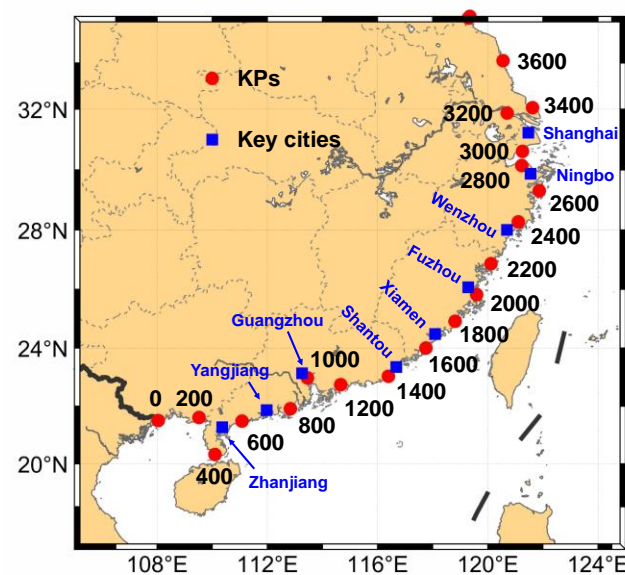 KPs
Key cities
3600
32°N
3200
3400
Shanghai
3000
2800
Ningbo
2600
Wenzhou
28°N
2400
Fuzhou
2200
Xiamen
2000
Guangzhou
Shantou
1800
24°N
1000
1600
Yangjiang
1400
0
200
1200
800
600
20°N
400
Zhanjiang
108°E
112°E
116°E
120°E
124°E